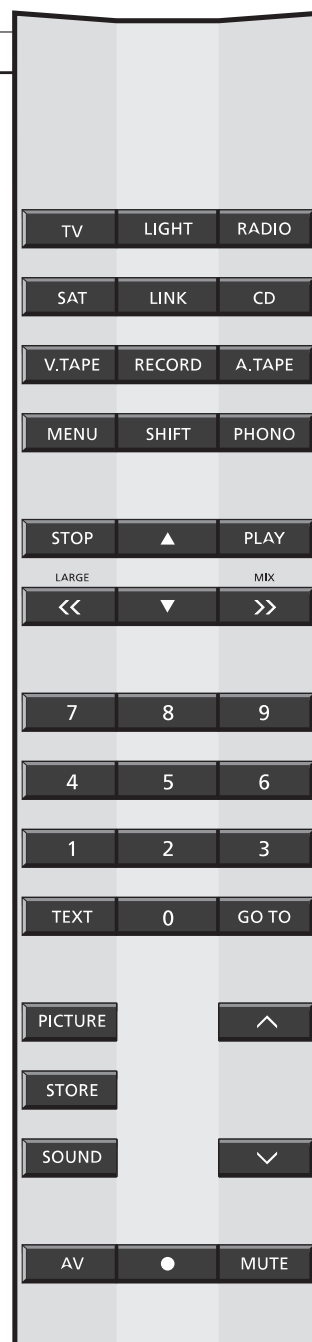 TV LIGHT RADIO
SAT LINK CD
V.TAPE RECORD A.TAPE
MENU SHIFT PHONO
STOP ▲ PLAY
LARGE MIX
<< ▼ >>
7 8 9
4 5 6
1 2 3
TEXT 0 GO TO
PICTURE
STORE
SOUND
AV ● MUTE